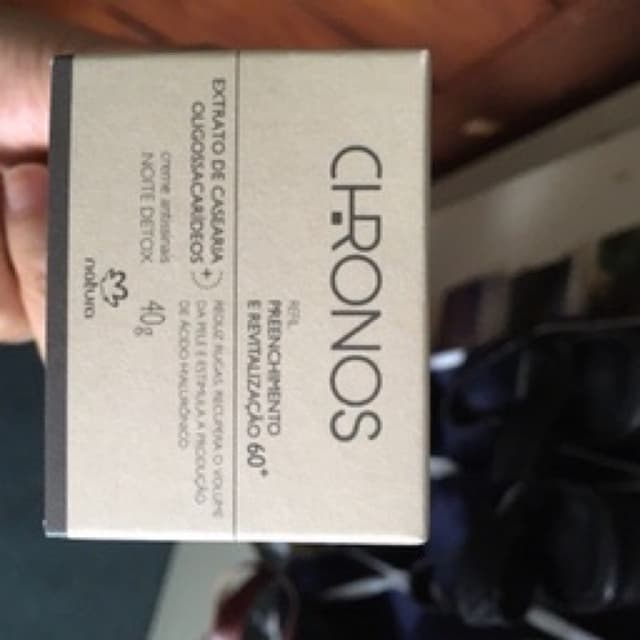 CHRONOS
REFIL
PREENCHIMENTO
E REVITALIZAÇÃO 60+
EXTRATO DE CASEARIA +
OLIGOSSACARÍDEOS
REDUZ RUGAS, RECUPERA O VOLUME
DA PELE E ESTIMULA A PRODUÇÃO
DE ÁCIDO HIALURÔNICO
creme antissinais
NOITE DETOX
40g
natura